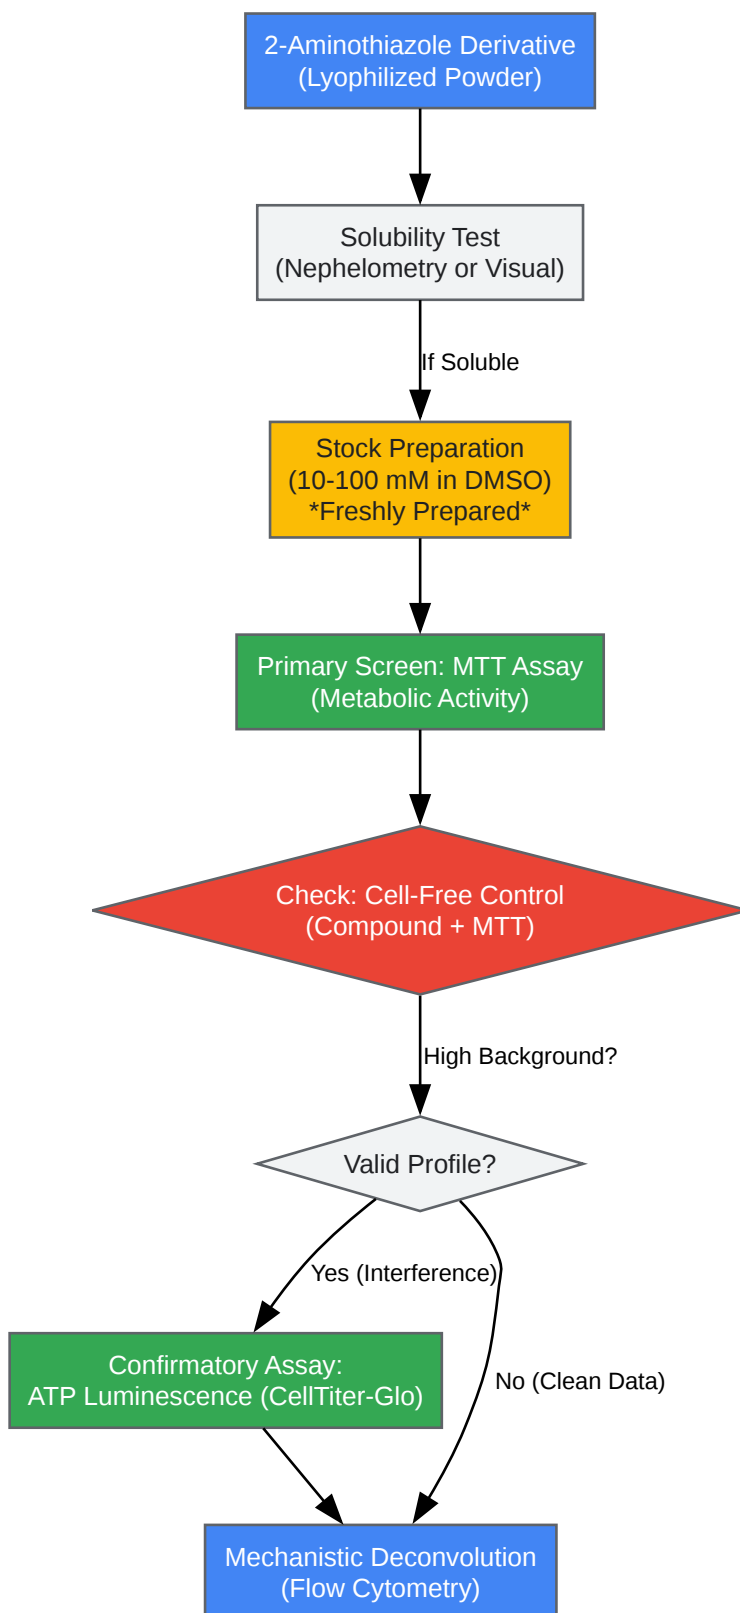 2-Aminothiazole Derivative
(Lyophilized Powder)
Solubility Test
(Nephelometry or Visual)
If Soluble
Stock Preparation
(10-100 mM in DMSO)
*Freshly Prepared*
Primary Screen: MTT Assay
(Metabolic Activity)
Check: Cell-Free Control
(Compound + MTT)
High Background?
Valid Profile?
Yes (Interference)
No (Clean Data)
Confirmatory Assay:
ATP Luminescence (CellTiter-Glo)
Mechanistic Deconvolution
(Flow Cytometry)